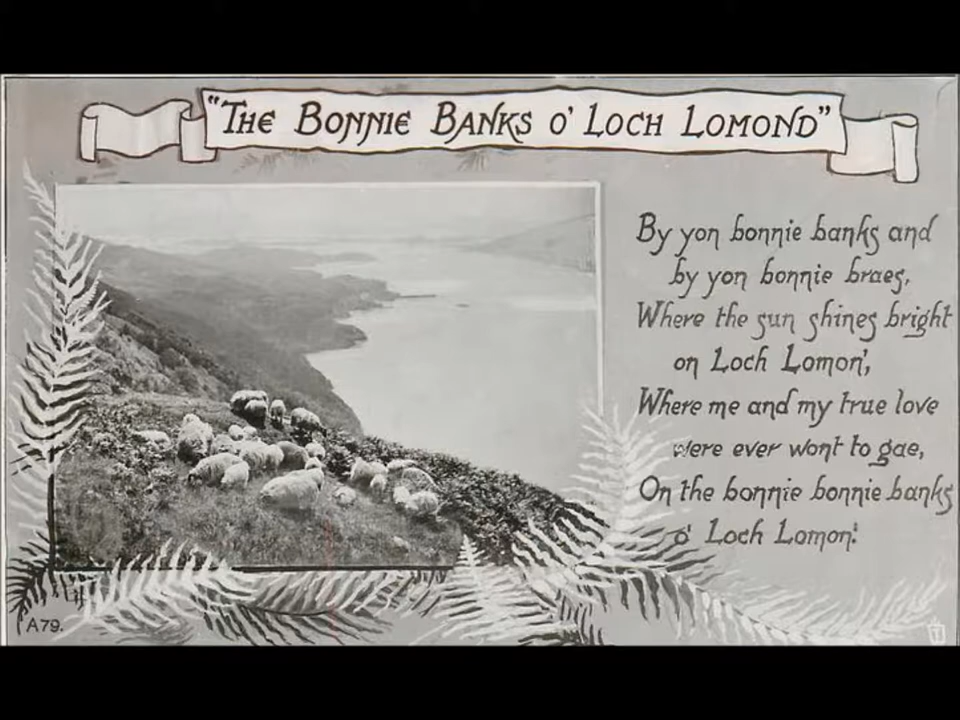 "THE BONNIE BANKS O' LOCH LOMOND"
By yon bonnie banks and
by yon bonnie braes,
Where the sun shines bright
on Loch Lomon',
Where me and my true love
were ever wont to gae,
On the bonnie bonnie banks
o' Loch Lomon'.
A79.